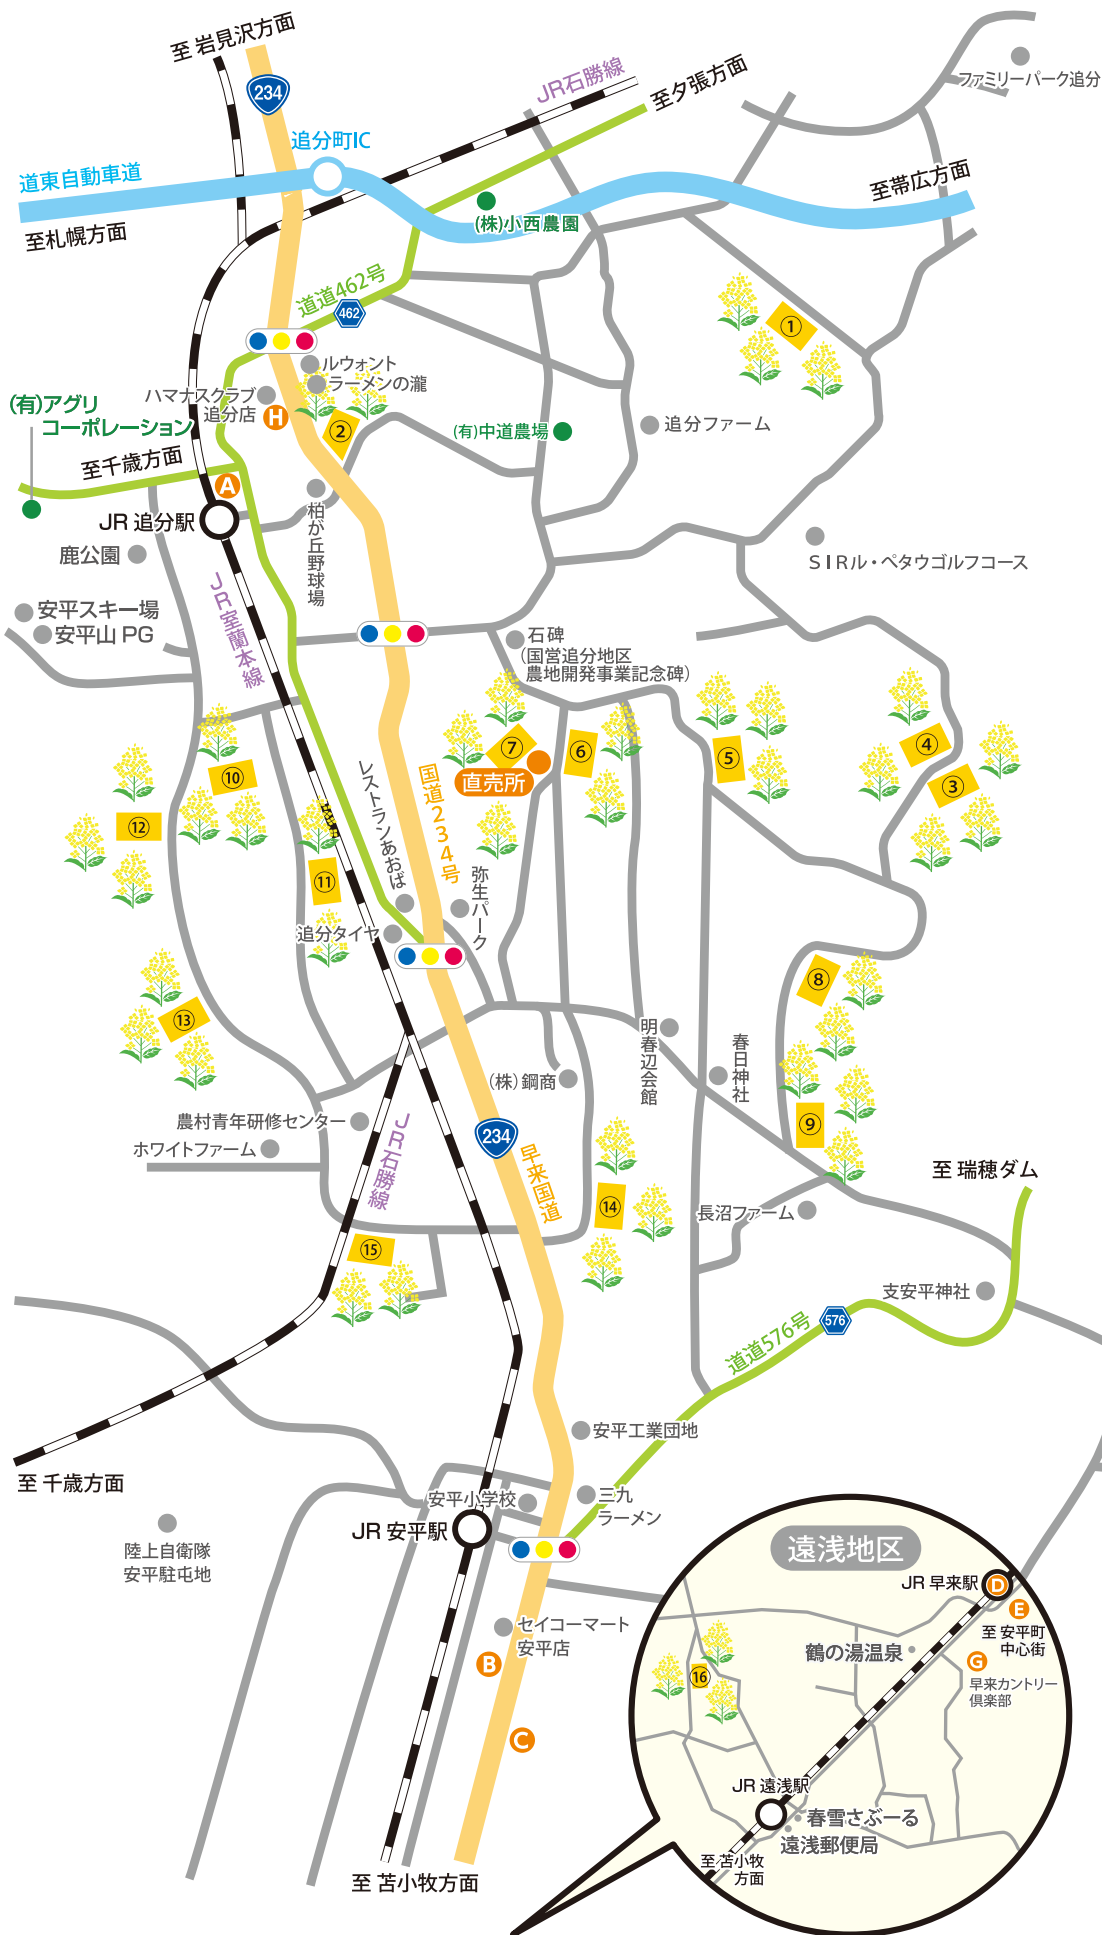 至 岩見沢方面
234
JR石勝線
至夕張方面
ファミリーパーク追分
追分町IC
道東自動車道
至札幌方面
至帯広方面
(株)小西農園
道道462号
462
①
ルウォント
ラーメンの瀧
ハマナスクラブ
追分店
H
②
(有)アグリ
コーポレーション
(有)中道農場
追分ファーム
至千歳方面
A
JR 追分駅
柏が丘野球場
鹿公園
SIRル・ペタウゴルフコース
JR室蘭本線
安平スキー場
安平山 PG
石碑
(国営追分地区
農地開発事業記念碑)
⑦
直売所
⑥
⑤
④
③
⑩
⑫
⑪
レストランあおば
国道234号
弥生パーク
追分タイヤ
⑧
⑬
明春辺会館
春日神社
(株)鋼商
農村青年研修センター
ホワイトファーム
JR石勝線
234
早来国道
⑨
至 瑞穂ダム
⑭
長沼ファーム
⑮
支安平神社
576
道道576号
安平工業団地
至 千歳方面
安平小学校
三九
ラーメン
JR 安平駅
陸上自衛隊
安平駐屯地
遠浅地区
JR 早来駅
D
E
至 安平町
中心街
セイコーマート
安平店
B
鶴の湯温泉
G
早来カントリー
倶楽部
⑯
C
JR 遠浅駅
春雪さぶーる
遠浅郵便局
至 苫小牧
方面
至 苫小牧方面